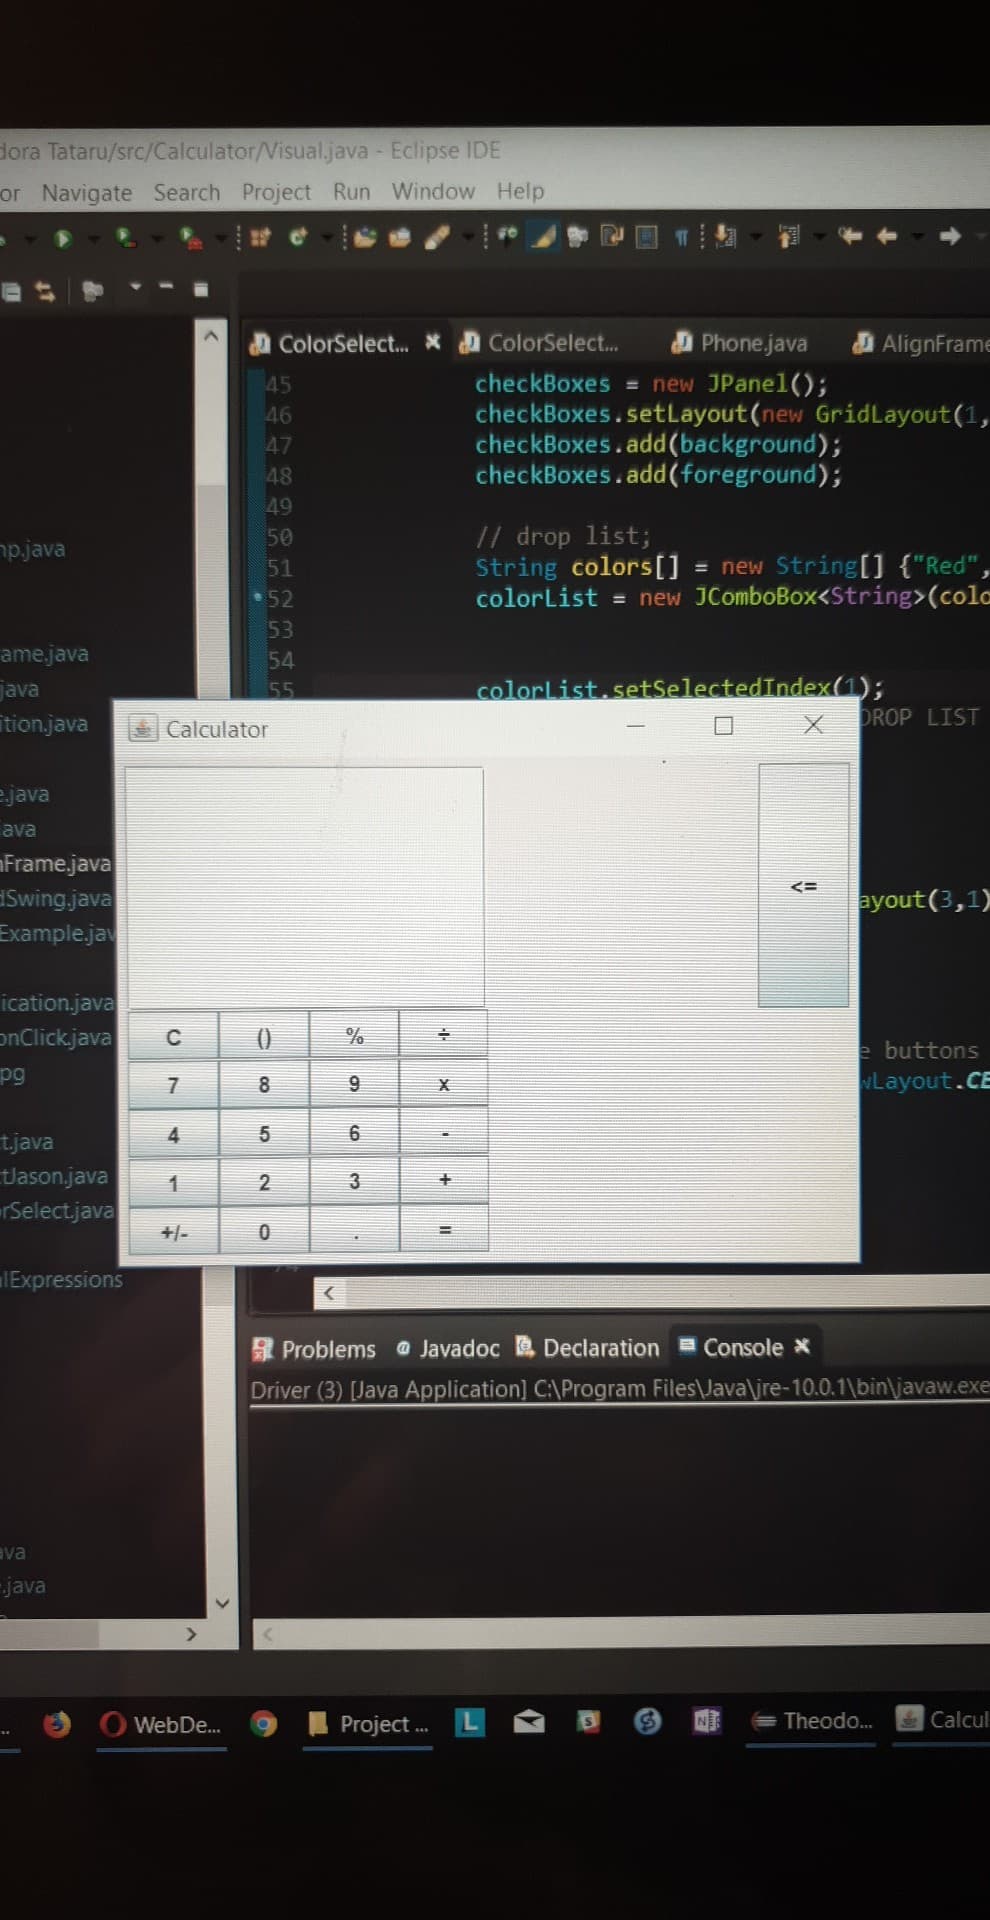 dora Tataru/src/Calculator/Visual.java - Eclipse IDE
or Navigate Search Project Run Window Help
ColorSelect... ColorSelect... Phone.java AlignFrame
45 checkBoxes = new JPanel();
46 checkBoxes.setLayout(new GridLayout(1,
47 checkBoxes.add(background);
48 checkBoxes.add(foreground);
49
50 // drop list;
51 String colors[] = new String[] {"Red",
52 colorList = new JComboBox<String>(colo
53
54
55 colorList.setSelectedIndex(1);
DROP LIST
ayout(3,1)
e buttons
wLayout.CE
mp.java
ame.java
java
ition.java
e.java
ava
nFrame.java
dSwing.java
Example.jav
ication.java
onClick.java
pg
t.java
tJason.java
rSelect.java
alExpressions
ava
.java
Calculator
<=
C () % ÷
7 8 9 x
4 5 6 -
1 2 3 +
+/- 0 . =
Problems @ Javadoc Declaration Console
Driver (3) [Java Application] C:\Program Files\Java\jre-10.0.1\bin\javaw.exe
WebDe... Project ... L S S N Theodo... Calcul